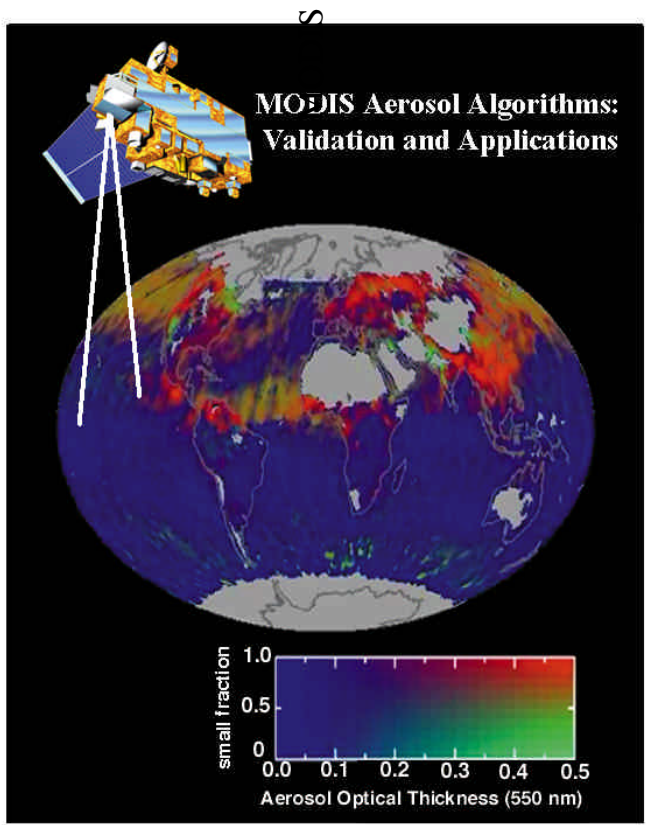 MODIS Aerosol Algorithms:
Validation and Applications
small fraction
1.0
0.5
0
0.0 0.1 0.2 0.3 0.4 0.5
Aerosol Optical Thickness (550 nm)